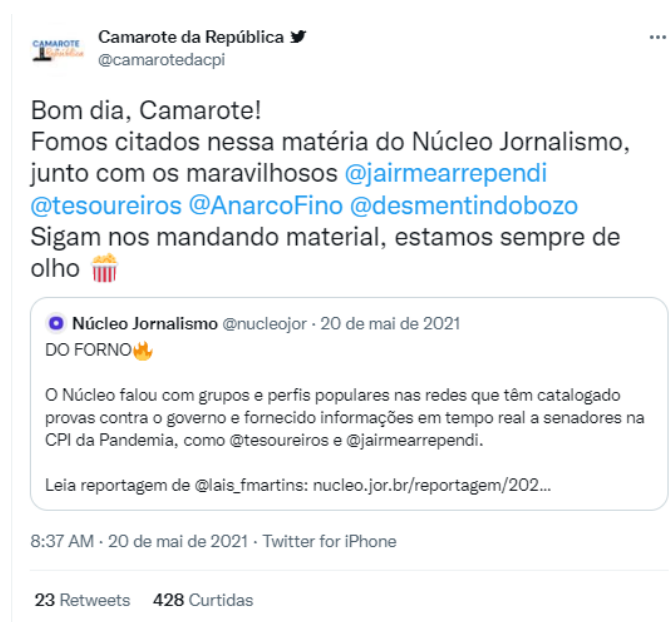 CAMAROTE
República
Camarote da República
@camarotedacpi
Bom dia, Camarote!
Fomos citados nessa matéria do Núcleo Jornalismo,
junto com os maravilhosos @jairmearrependi
@tesoureiros @AnarcoFino @desmentindobozo
Sigam nos mandando material, estamos sempre de
olho 🍿
Núcleo Jornalismo @nucleojor · 20 de mai de 2021
DO FORNO🔥
O Núcleo falou com grupos e perfis populares nas redes que têm catalogado
provas contra o governo e fornecido informações em tempo real a senadores na
CPI da Pandemia, como @tesoureiros e @jairmearrependi.
Leia reportagem de @lais_fmartins: nucleo.jor.br/reportagem/202...
8:37 AM · 20 de mai de 2021 · Twitter for iPhone
23 Retweets 428 Curtidas